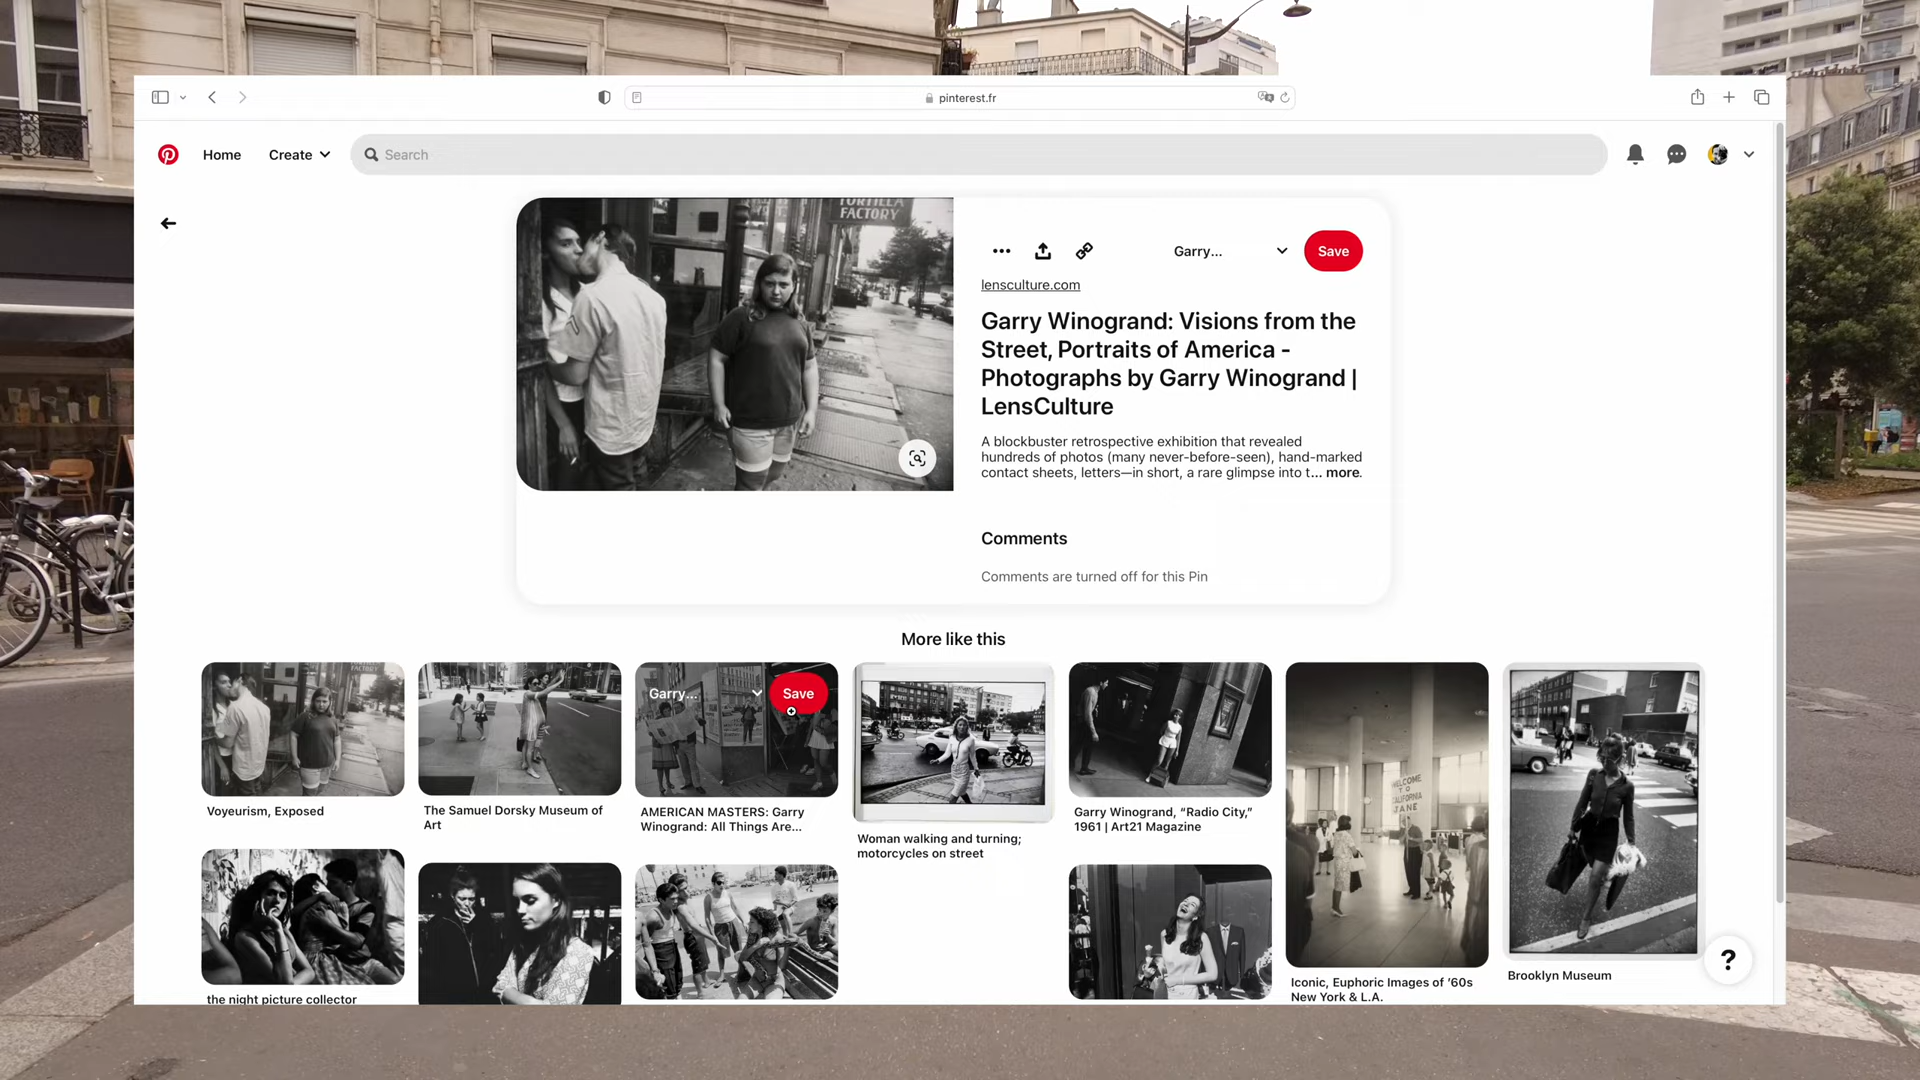 pinterest.fr
Home
Create
Search
TORTILLA
FACTORY
Garry...
Save
lensculture.com
Garry Winogrand: Visions from the
Street, Portraits of America -
Photographs by Garry Winogrand |
LensCulture
A blockbuster retrospective exhibition that revealed
hundreds of photos (many never-before-seen), hand-marked
contact sheets, letters—in short, a rare glimpse into t... more.
Comments
Comments are turned off for this Pin
More like this
FACTORY
Garry...
Save
WELCOME
TO
CALIFORNIA
JANE
Voyeurism, Exposed
The Samuel Dorsky Museum of
Art
AMERICAN MASTERS: Garry
Winogrand: All Things Are...
Woman walking and turning;
motorcycles on street
Garry Winogrand, “Radio City,”
1961 | Art21 Magazine
Iconic, Euphoric Images of ’60s
New York & L.A.
Brooklyn Museum
the night picture collector
?